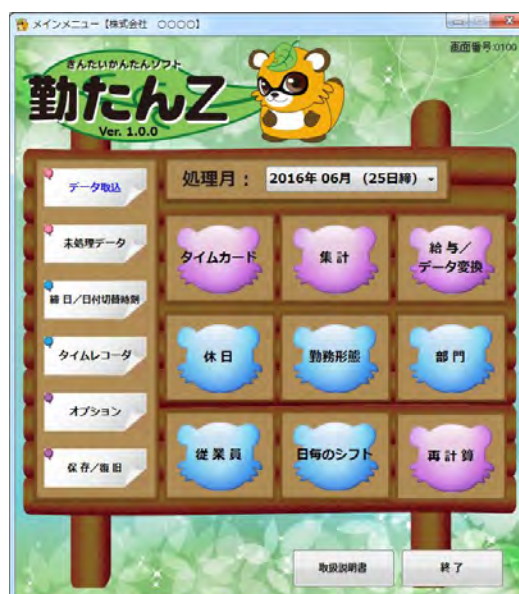 メインメニュー【株式会社　○○○○】
画面番号:0100
きんたいかんたんソフト
勤たんZ
Ver. 1.0.0
処理月：
2016年 06月 （25日締）
データ取込
未処理データ
締 日／日付切替時刻
タイムレコーダ
オプション
保 存／復 旧
タイムカード
集 計
給 与／
データ変換
休 日
勤務形態
部 門
従 業 員
日毎のシフト
再 計 算
取扱説明書
終 了